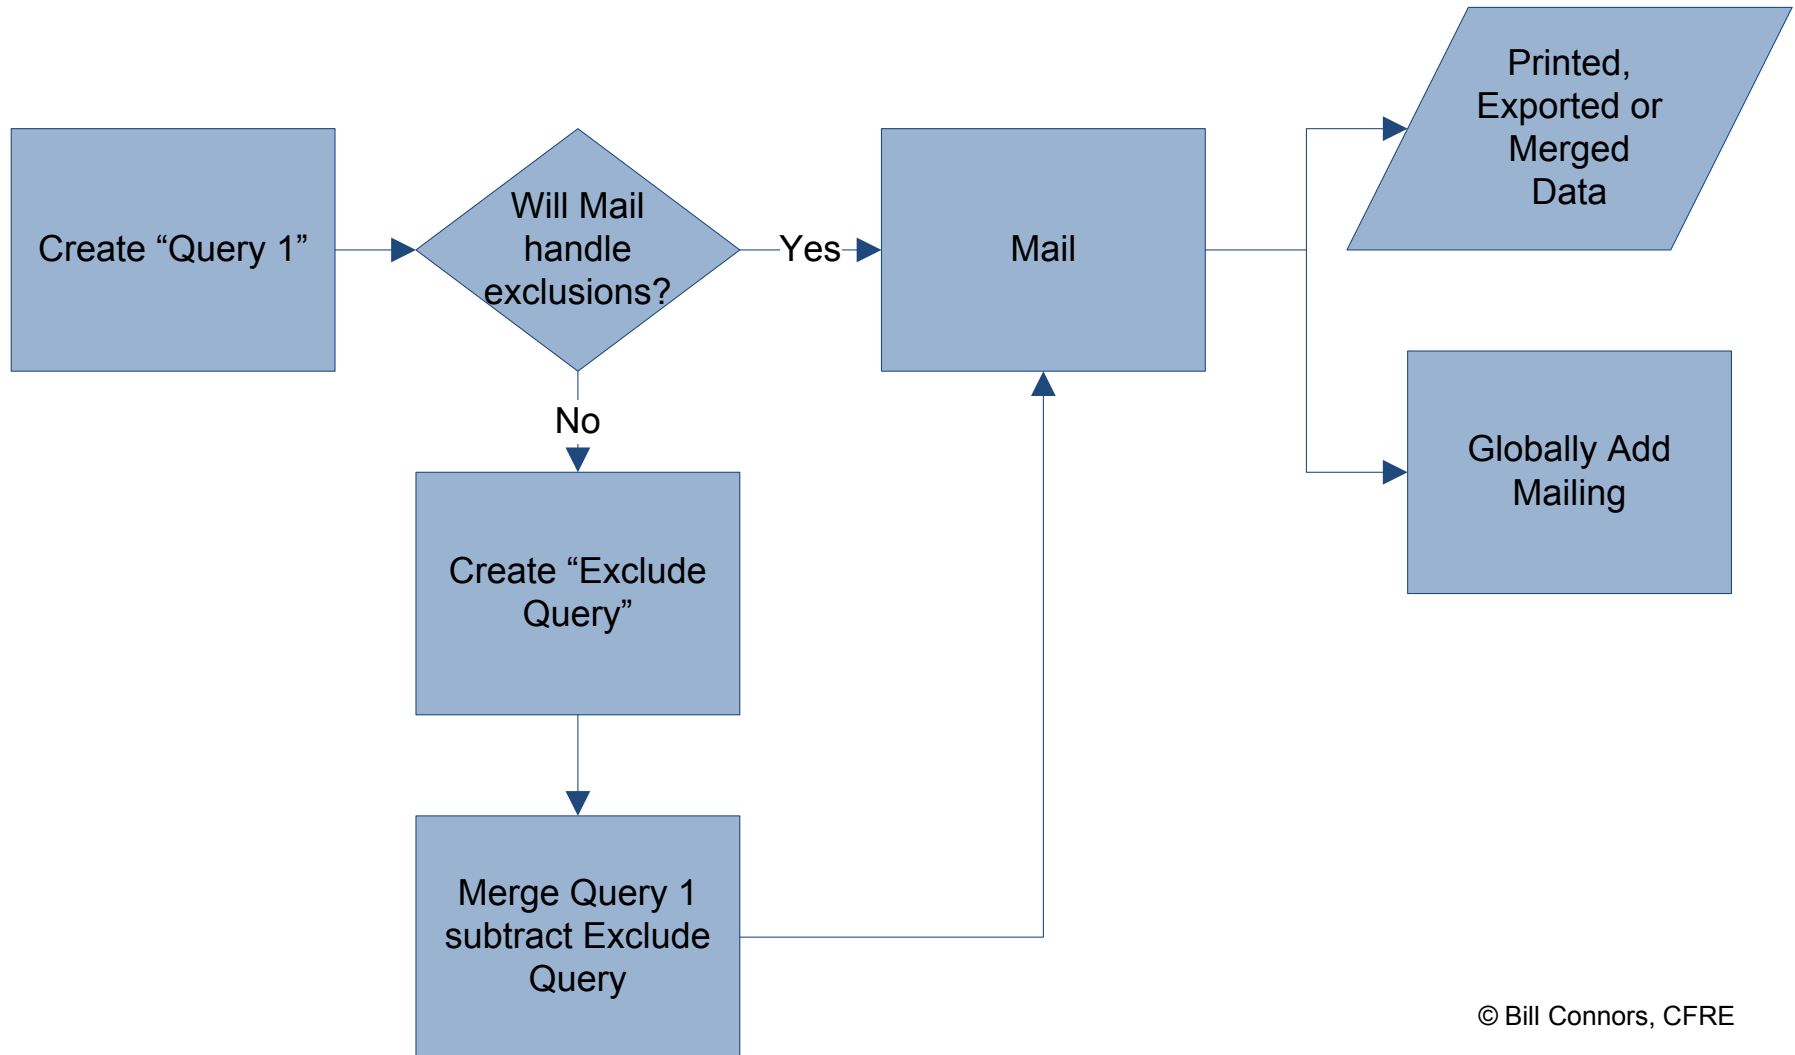 Create “Query 1”
Will Mail
handle
exclusions?
Yes
Mail
Printed,
Exported or
Merged
Data
Globally Add
Mailing
No
Create “Exclude
Query”
Merge Query 1
subtract Exclude
Query
© Bill Connors, CFRE